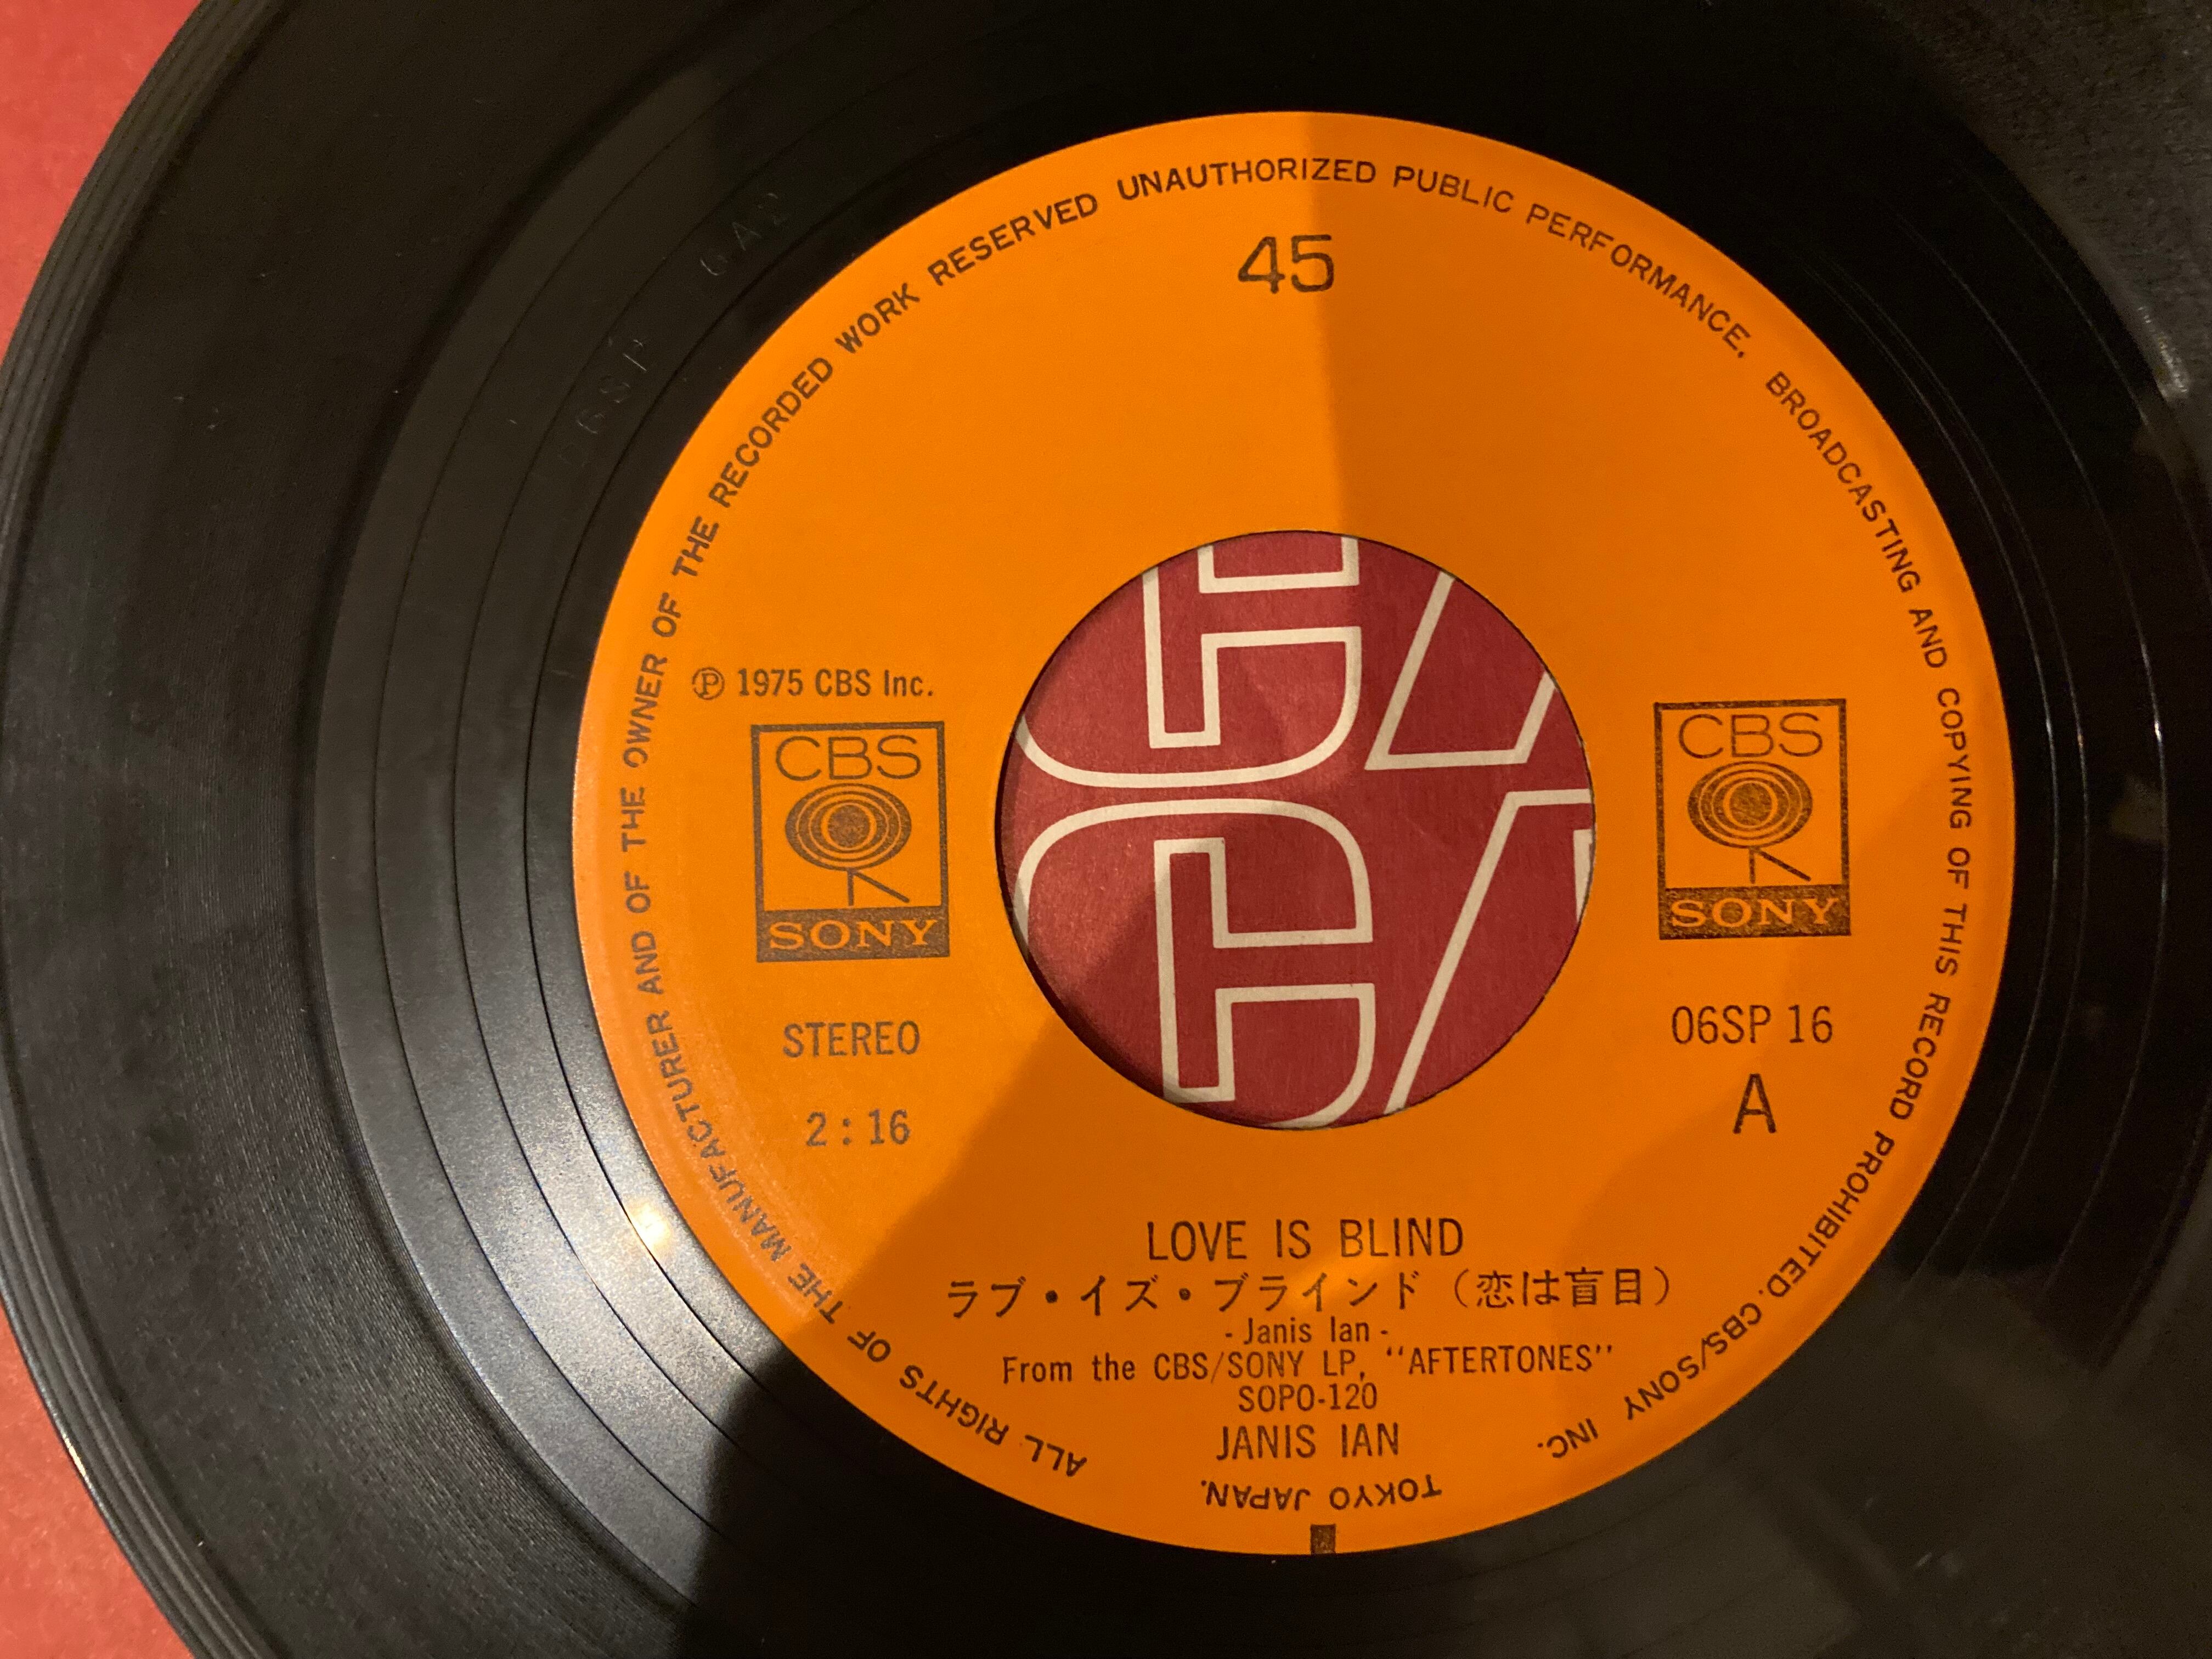 ALL RIGHTS OF THE MANUFACTURER AND OF THE OWNER OF THE RECORDED WORK RESERVED UNAUTHORIZED PUBLIC PERFORMANCE. BROADCASTING AND COPYING OF THIS RECORD PROHIBITED. CBS/SONY INC. TOKYO JAPAN.
45
℗ 1975 CBS Inc.
CBS
SONY
CBS
SONY
STEREO
2:16
06SP 16
A
LOVE IS BLIND
ラブ・イズ・ブラインド（恋は盲目）
- Janis Ian -
From the CBS/SONY LP, "AFTERTONES"
SOPO-120
JANIS IAN